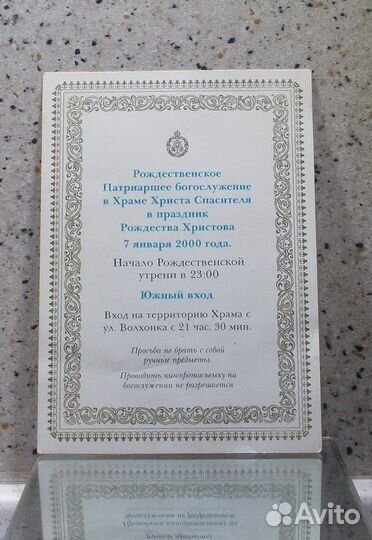 Рождественское
Патриаршее богослужение
в Храме Христа Спасителя
в праздник
Рождества Христова
7 января 2000 года.
Начало Рождественской
утрени в 23:00
Южный вход
Вход на территорию Храма с
ул. Волхонка с 21 час. 30 мин.
Просьба не брать с собой
ручные предметы.
Проводить кинофотосъемку на
богослужении не разрешается
Avito